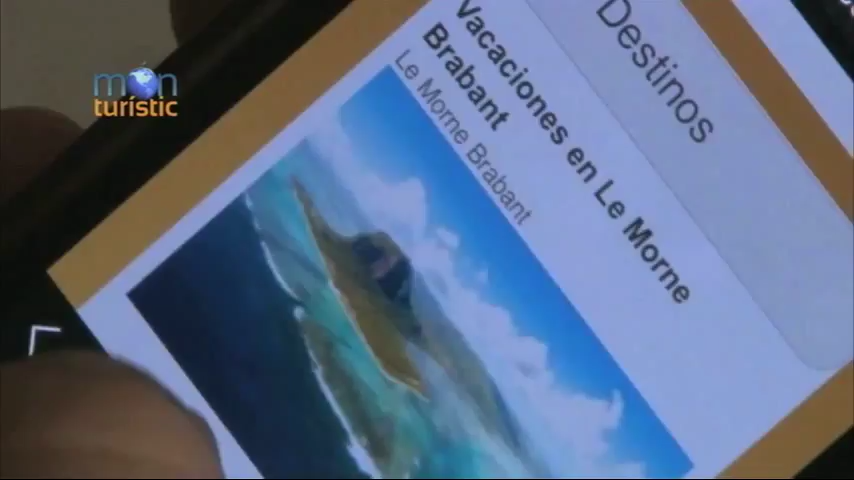 món
turístic
Destinos
Vacaciones en Le Morne
Brabant
Le Morne Brabant